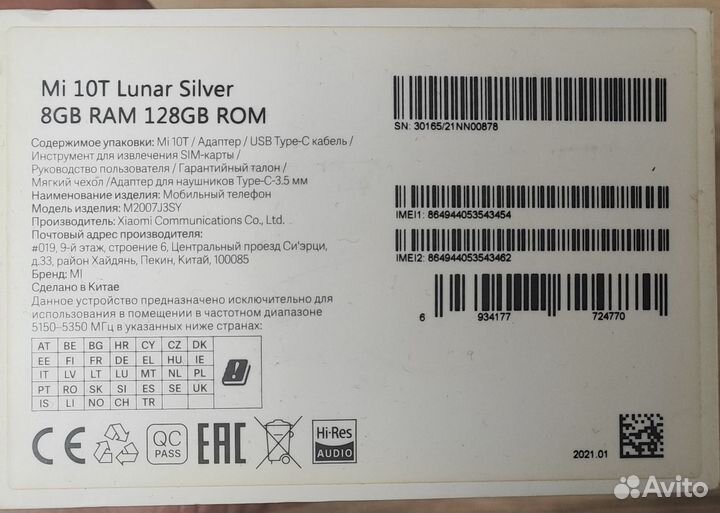 Mi 10T Lunar Silver
8GB RAM 128GB ROM
Содержимое упаковки: Mi 10T / Адаптер / USB Type-C кабель /
Инструмент для извлечения SIM-карты /
Руководство пользователя / Гарантийный талон /
Мягкий чехол /Адаптер для наушников Type-C-3.5 мм
Наименование изделия: Мобильный телефон
Модель изделия: M2007J3SY
Производитель: Xiaomi Communications Co., Ltd.
Почтовый адрес производителя:
#019, 9-й этаж, строение 6, Центральный проезд Си'эрци,
д.33, район Хайдянь, Пекин, Китай, 100085
Бренд: MI
Сделано в Китае
Данное устройство предназначено исключительно для
использования в помещении в частотном диапазоне
5150–5350 МГц в указанных ниже странах:
AT BE BG HR CY CZ DK
EE FI FR DE EL HU IE
IT LV LT LU MT NL PL
PT RO SK SI ES SE UK
IS LI NO CH TR
CE QC PASS EAC Hi-Res AUDIO
SN: 30165/21NN00878
IMEI1: 864944053543454
IMEI2: 864944053543462
6 934177 724770
2021.01
Avito